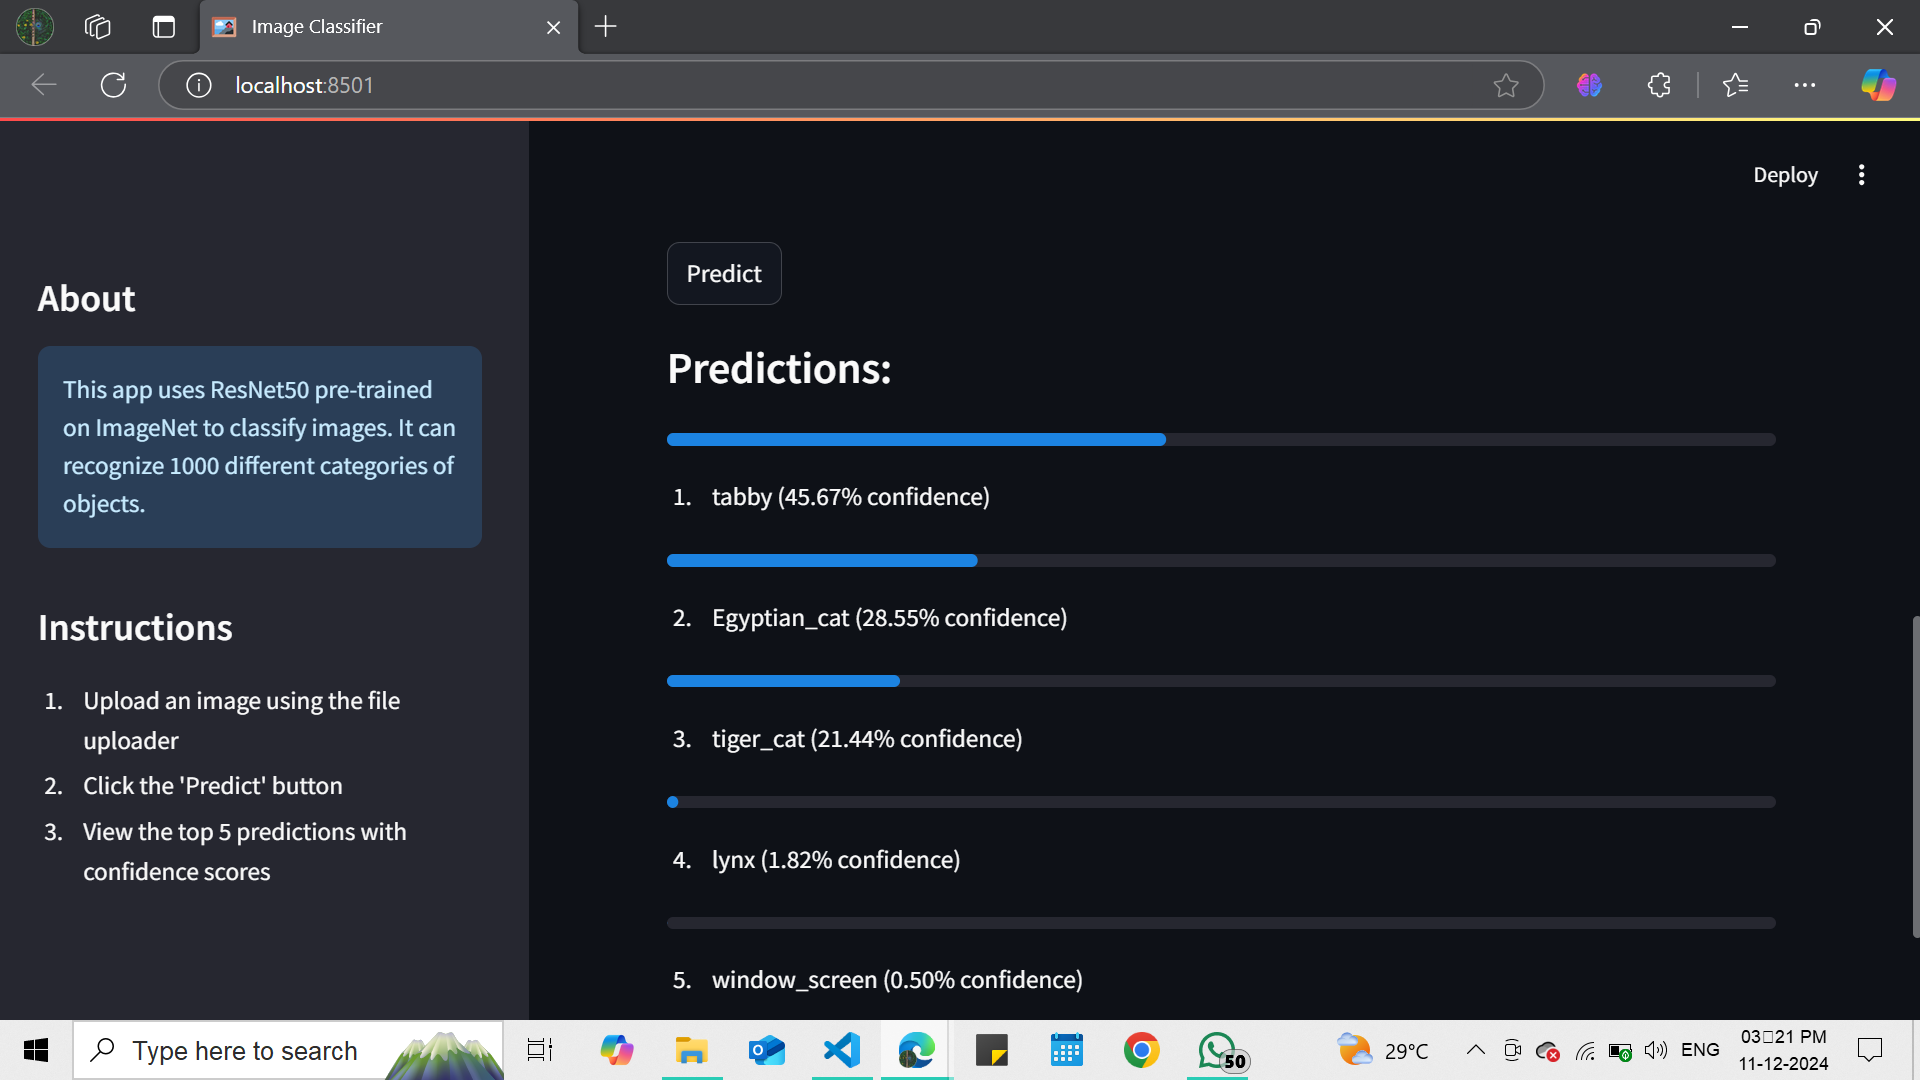 Image Classifier
localhost:8501
Deploy
About
This app uses ResNet50 pre-trained
on ImageNet to classify images. It can
recognize 1000 different categories of
objects.
Instructions
1. Upload an image using the file
uploader
2. Click the 'Predict' button
3. View the top 5 predictions with
confidence scores
Predict
Predictions:
1. tabby (45.67% confidence)
2. Egyptian_cat (28.55% confidence)
3. tiger_cat (21.44% confidence)
4. lynx (1.82% confidence)
5. window_screen (0.50% confidence)
Type here to search
50
29°C
ENG
03▯21 PM
11-12-2024